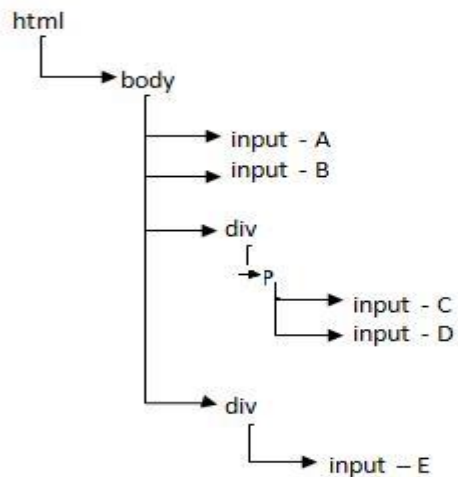 html
body
input - A
input - B
div
P
input - C
input - D
div
input – E